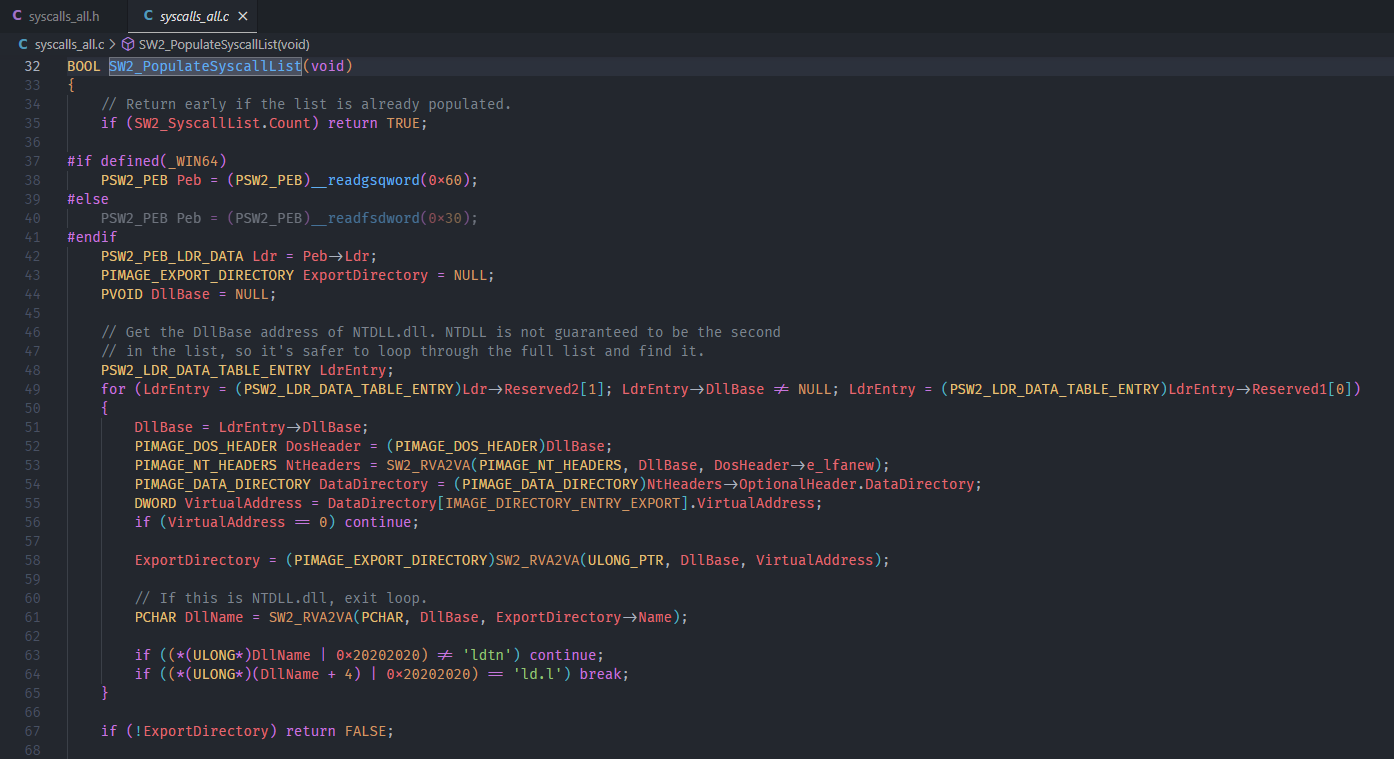 C syscalls_all.h C syscalls_all.c ×
C syscalls_all.c > SW2_PopulateSyscallList(void)
32 BOOL SW2_PopulateSyscallList(void)
33 {
34     // Return early if the list is already populated.
35     if (SW2_SyscallList.Count) return TRUE;
36
37 #if defined(_WIN64)
38     PSW2_PEB Peb = (PSW2_PEB)__readgsqword(0×60);
39 #else
40     PSW2_PEB Peb = (PSW2_PEB)__readfsdword(0×30);
41 #endif
42     PSW2_PEB_LDR_DATA Ldr = Peb→Ldr;
43     PIMAGE_EXPORT_DIRECTORY ExportDirectory = NULL;
44     PVOID DllBase = NULL;
45
46     // Get the DllBase address of NTDLL.dll. NTDLL is not guaranteed to be the second
47     // in the list, so it's safer to loop through the full list and find it.
48     PSW2_LDR_DATA_TABLE_ENTRY LdrEntry;
49     for (LdrEntry = (PSW2_LDR_DATA_TABLE_ENTRY)Ldr→Reserved2[1]; LdrEntry→DllBase ≠ NULL; LdrEntry = (PSW2_LDR_DATA_TABLE_ENTRY)LdrEntry→Reserved1[0])
50     {
51         DllBase = LdrEntry→DllBase;
52         PIMAGE_DOS_HEADER DosHeader = (PIMAGE_DOS_HEADER)DllBase;
53         PIMAGE_NT_HEADERS NtHeaders = SW2_RVA2VA(PIMAGE_NT_HEADERS, DllBase, DosHeader→e_lfanew);
54         PIMAGE_DATA_DIRECTORY DataDirectory = (PIMAGE_DATA_DIRECTORY)NtHeaders→OptionalHeader.DataDirectory;
55         DWORD VirtualAddress = DataDirectory[IMAGE_DIRECTORY_ENTRY_EXPORT].VirtualAddress;
56         if (VirtualAddress == 0) continue;
57
58         ExportDirectory = (PIMAGE_EXPORT_DIRECTORY)SW2_RVA2VA(ULONG_PTR, DllBase, VirtualAddress);
59
60         // If this is NTDLL.dll, exit loop.
61         PCHAR DllName = SW2_RVA2VA(PCHAR, DllBase, ExportDirectory→Name);
62
63         if ((*(ULONG*)DllName | 0×20202020) ≠ 'ldtn') continue;
64         if ((*(ULONG*)(DllName + 4) | 0×20202020) == 'ld.l') break;
65     }
66
67     if (!ExportDirectory) return FALSE;
68